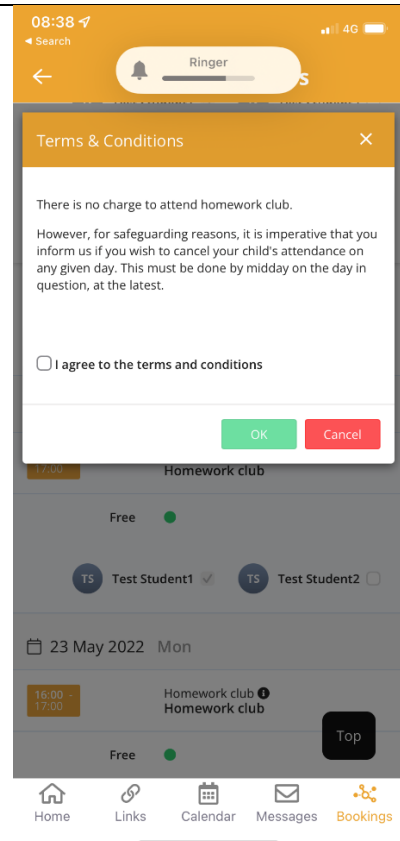 08:38
4G
◄ Search
Ringer
s
Terms & Conditions
×
There is no charge to attend homework club.
However, for safeguarding reasons, it is imperative that you
inform us if you wish to cancel your child's attendance on
any given day. This must be done by midday on the day in
question, at the latest.
I agree to the terms and conditions
OK
Cancel
17:00
Homework club
Free
TS Test Student1
TS Test Student2
23 May 2022 Mon
16:00 -
17:00
Homework club
Homework club
Top
Free
Home
Links
Calendar
Messages
Bookings